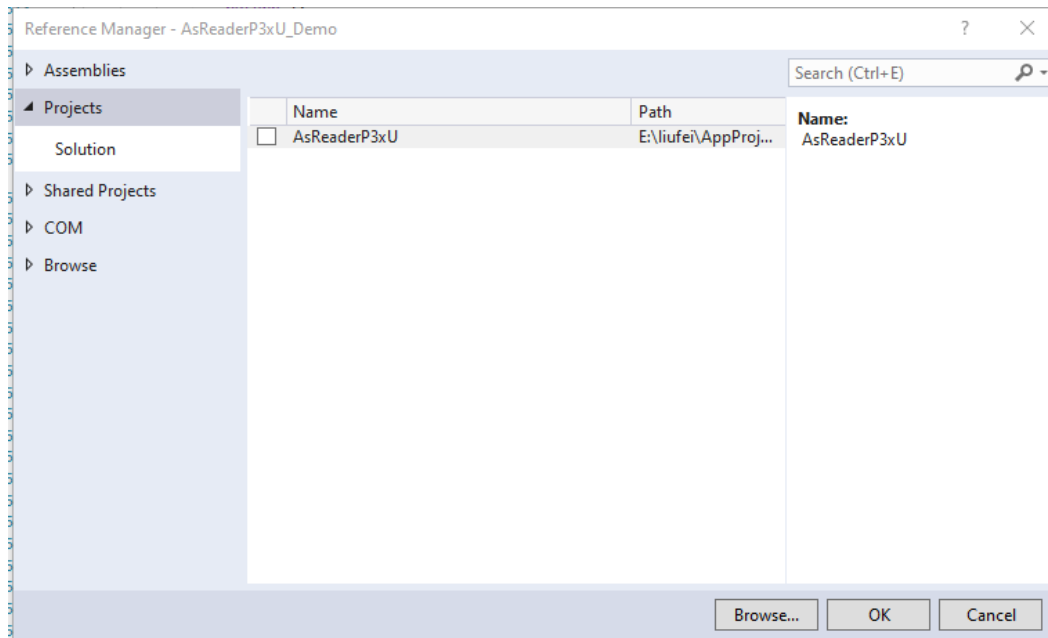 Reference Manager - AsReaderP3xU_Demo
?
Assemblies
Search (Ctrl+E)
Projects
Name
Path
Name:
AsReaderP3xU
E:\liufei\AppProj...
AsReaderP3xU
Solution
Shared Projects
COM
Browse
Browse...
OK
Cancel